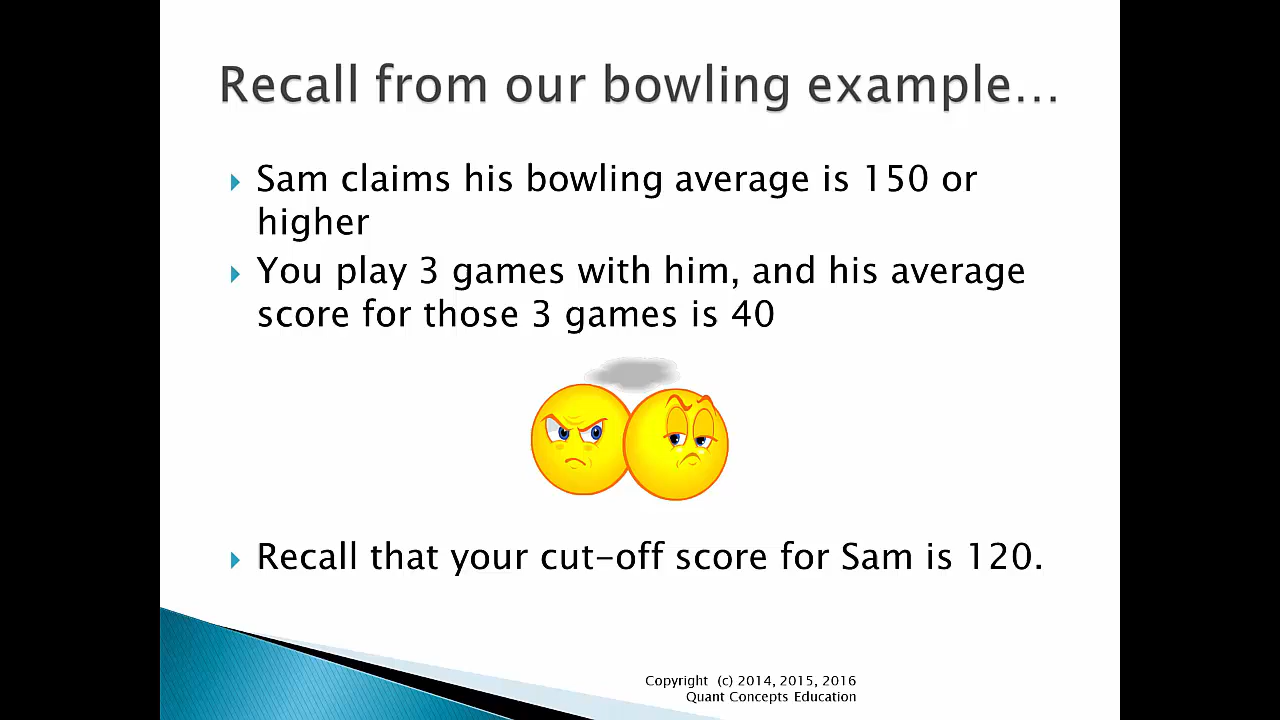 Recall from our bowling example…
Sam claims his bowling average is 150 or
higher
You play 3 games with him, and his average
score for those 3 games is 40
Recall that your cut-off score for Sam is 120.
Copyright (c) 2014, 2015, 2016
Quant Concepts Education